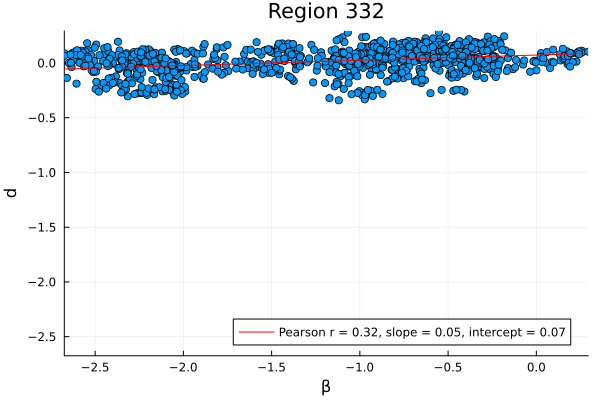 Region 332
0.0
−0.5
−1.0
−1.5
−2.0
−2.5
d
Pearson r = 0.32, slope = 0.05, intercept = 0.07
−2.5 −2.0 −1.5 −1.0 −0.5 0.0
β